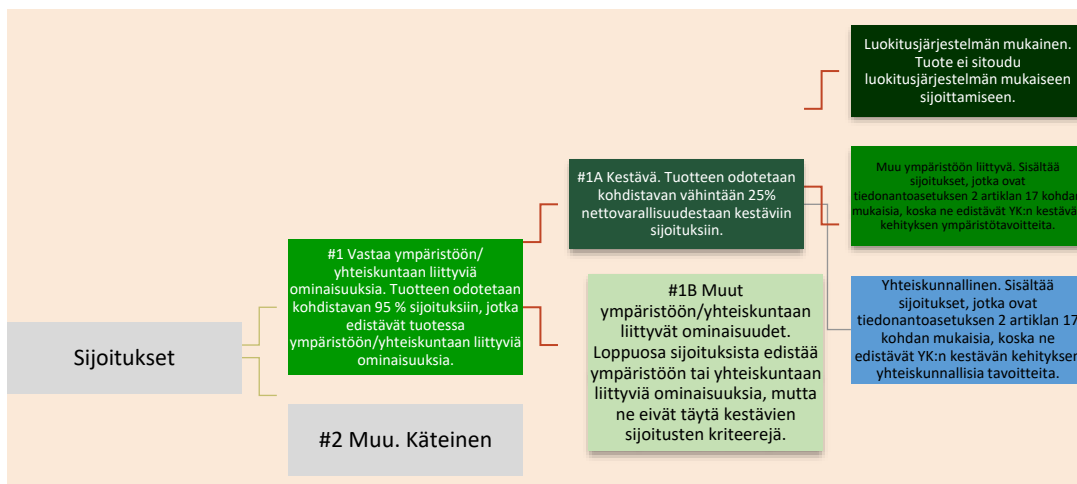 Sijoitukset
#1 Vastaa ympäristöön/
yhteiskuntaan liittyviä
ominaisuuksia. Tuotteen odotetaan
kohdistavan 95 % sijoituksiin, jotka
edistävät tuotessa
ympäristöön/yhteiskuntaan liittyviä
ominaisuuksia.
#2 Muu. Käteinen
#1A Kestävä. Tuotteen odotetaan
kohdistavan vähintään 25%
nettovarallisuudestaan kestäviin
sijoituksiin.
#1B Muut
ympäristöön/yhteiskuntaan
liittyvät ominaisuudet.
Loppuosa sijoituksista edistää
ympäristöön tai yhteiskuntaan
liittyviä ominaisuuksia, mutta
ne eivät täytä kestävien
sijoitusten kriteerejä.
Luokitusjärjestelmän mukainen.
Tuote ei sitoudu
luokitusjärjestelmän mukaiseen
sijoittamiseen.
Muu ympäristöön liittyvä. Sisältää
sijoitukset, jotka ovat
tiedonantoasetuksen 2 artiklan 17 kohdan
mukaisia, koska ne edistävät YK:n kestävän
kehityksen ympäristötavoitteita.
Yhteiskunnallinen. Sisältää
sijoitukset, jotka ovat
tiedonantoasetuksen 2 artiklan 17
kohdan mukaisia, koska ne
edistävät YK:n kestävän kehityksen
yhteiskunnallisia tavoitteita.